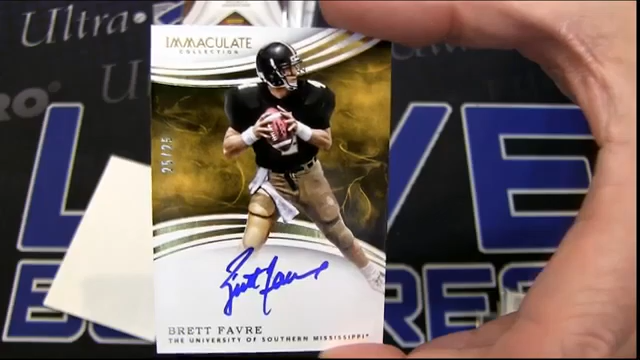 Ultra
IMMACULATE
COLLECTION
25/25
Brett Favre
BRETT FAVRE
THE UNIVERSITY OF SOUTHERN MISSISSIPPI